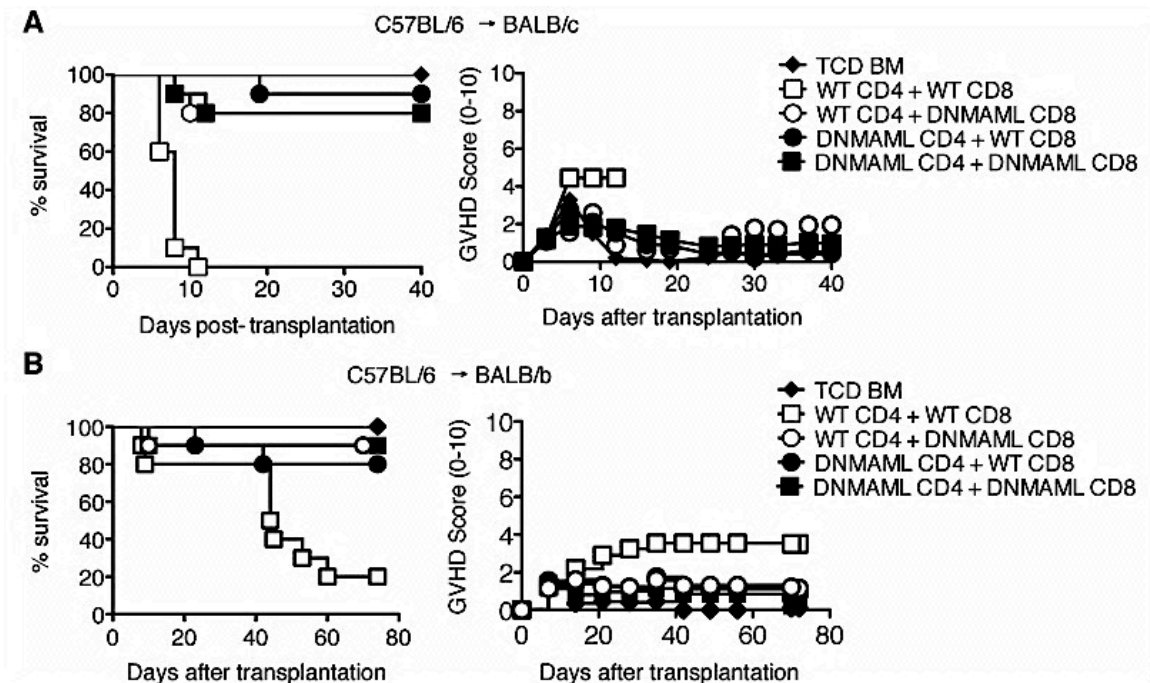 A
C57BL/6 → BALB/c
100
80
60
40
20
0
% survival
0 10 20 30 40
Days post-transplantation
10
8
6
4
2
0
GVHD Score (0-10)
0 10 20 30 40
Days after transplantation
TCD BM
WT CD4 + WT CD8
WT CD4 + DNMAML CD8
DNMAML CD4 + WT CD8
DNMAML CD4 + DNMAML CD8
B
C57BL/6 → BALB/b
100
80
60
40
20
0
% survival
0 20 40 60 80
Days after transplantation
10
8
6
4
2
0
GVHD Score (0-10)
0 20 40 60 80
Days after transplantation
TCD BM
WT CD4 + WT CD8
WT CD4 + DNMAML CD8
DNMAML CD4 + WT CD8
DNMAML CD4 + DNMAML CD8